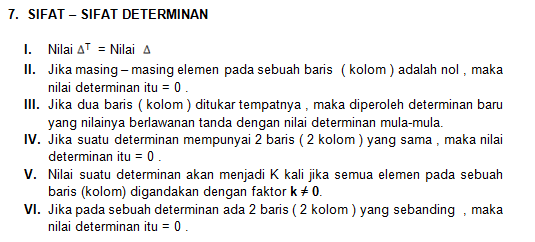 7. SIFAT – SIFAT DETERMINAN
I. Nilai Δᵀ = Nilai Δ
II. Jika masing – masing elemen pada sebuah baris ( kolom ) adalah nol , maka
nilai determinan itu = 0 .
III. Jika dua baris ( kolom ) ditukar tempatnya , maka diperoleh determinan baru
yang nilainya berlawanan tanda dengan nilai determinan mula-mula.
IV. Jika suatu determinan mempunyai 2 baris ( 2 kolom ) yang sama , maka nilai
determinan itu = 0 .
V. Nilai suatu determinan akan menjadi K kali jika semua elemen pada sebuah
baris (kolom) digandakan dengan faktor k ≠ 0.
VI. Jika pada sebuah determinan ada 2 baris ( 2 kolom ) yang sebanding , maka
nilai determinan itu = 0 .